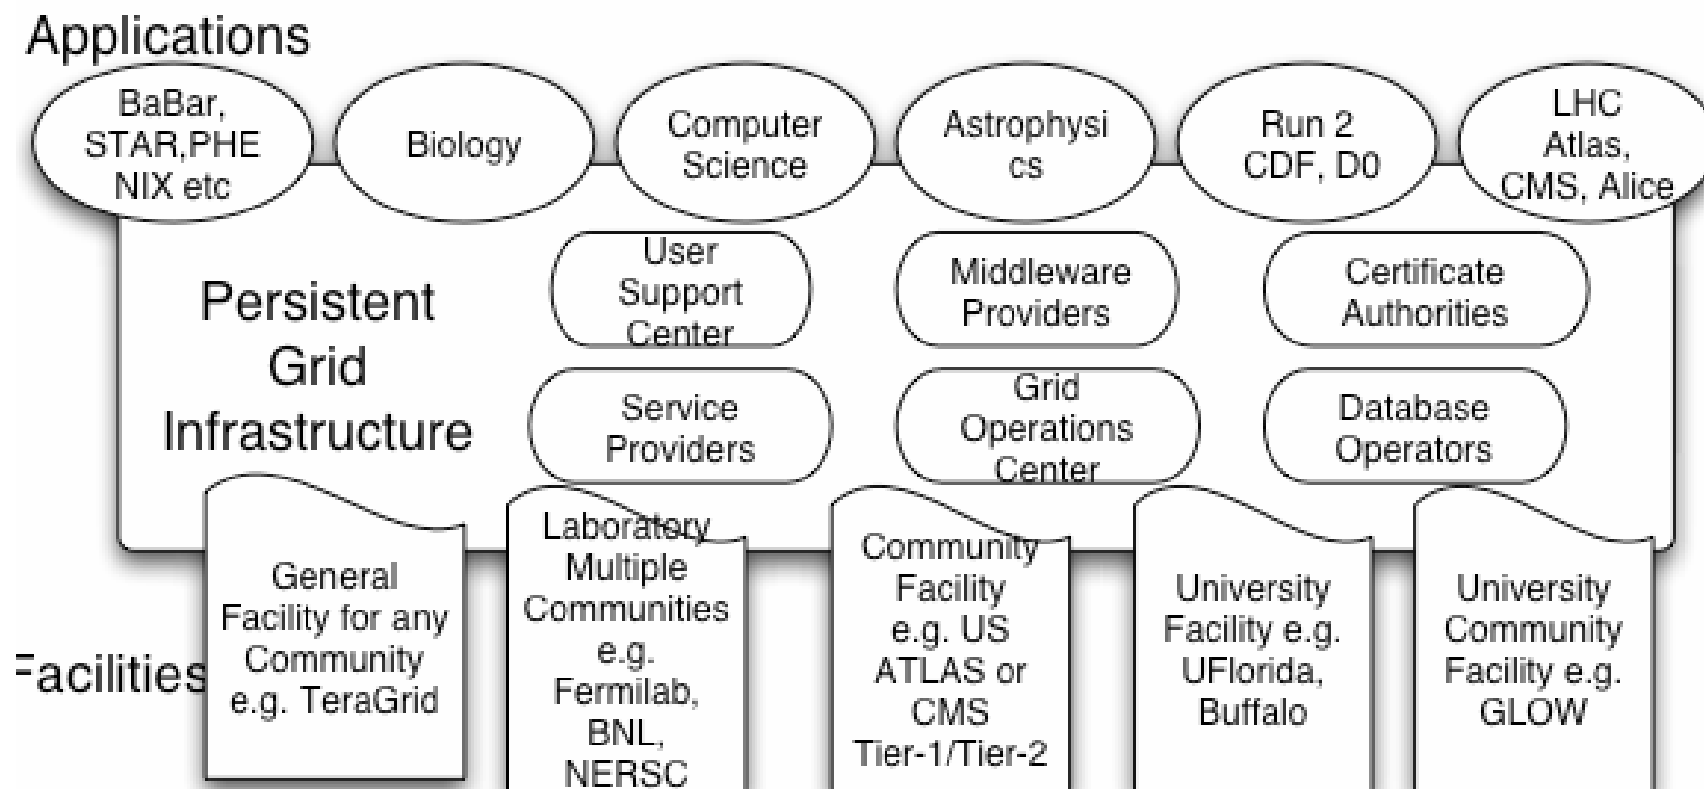 Applications
BaBar,
STAR,PHE
NIX etc
Biology
Computer
Science
Astrophysi
cs
Run 2
CDF, D0
LHC
Atlas,
CMS, Alice
Persistent
Grid
Infrastructure
User
Support
Center
Middleware
Providers
Certificate
Authorities
Service
Providers
Grid
Operations
Center
Database
Operators
Facilities
General
Facility for any
Community
e.g. TeraGrid
Laboratory
Multiple
Communities
e.g.
Fermilab,
BNL,
NERSC
Community
Facility
e.g. US
ATLAS or
CMS
Tier-1/Tier-2
University
Facility e.g.
UFlorida,
Buffalo
University
Community
Facility e.g.
GLOW